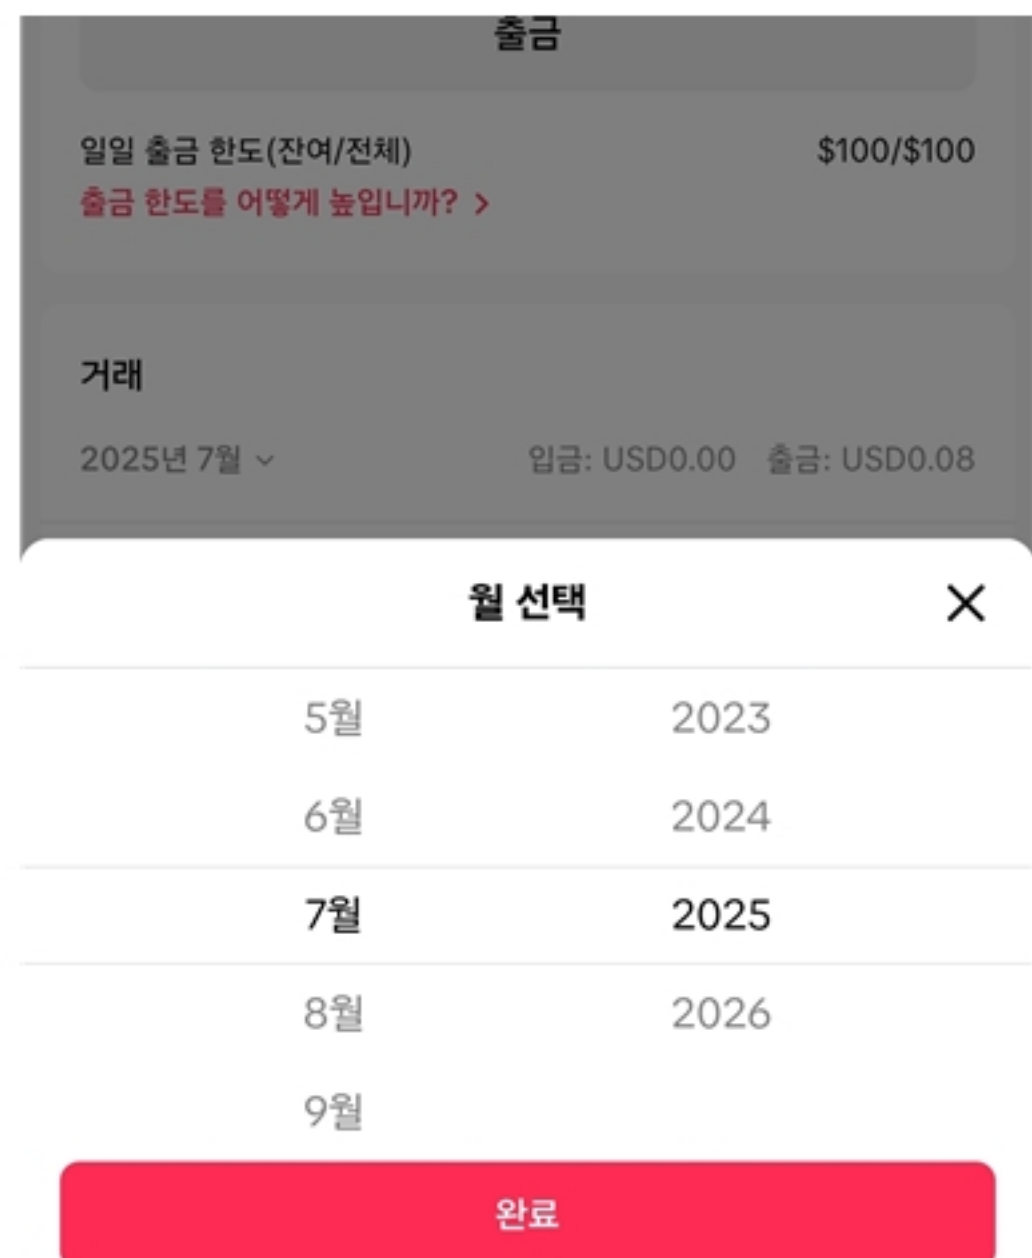 출금
일일 출금 한도(잔여/전체) $100/$100
출금 한도를 어떻게 높입니까? >
거래
2025년 7월 입금: USD0.00 출금: USD0.08
월 선택
5월 2023
6월 2024
7월 2025
8월 2026
9월
완료